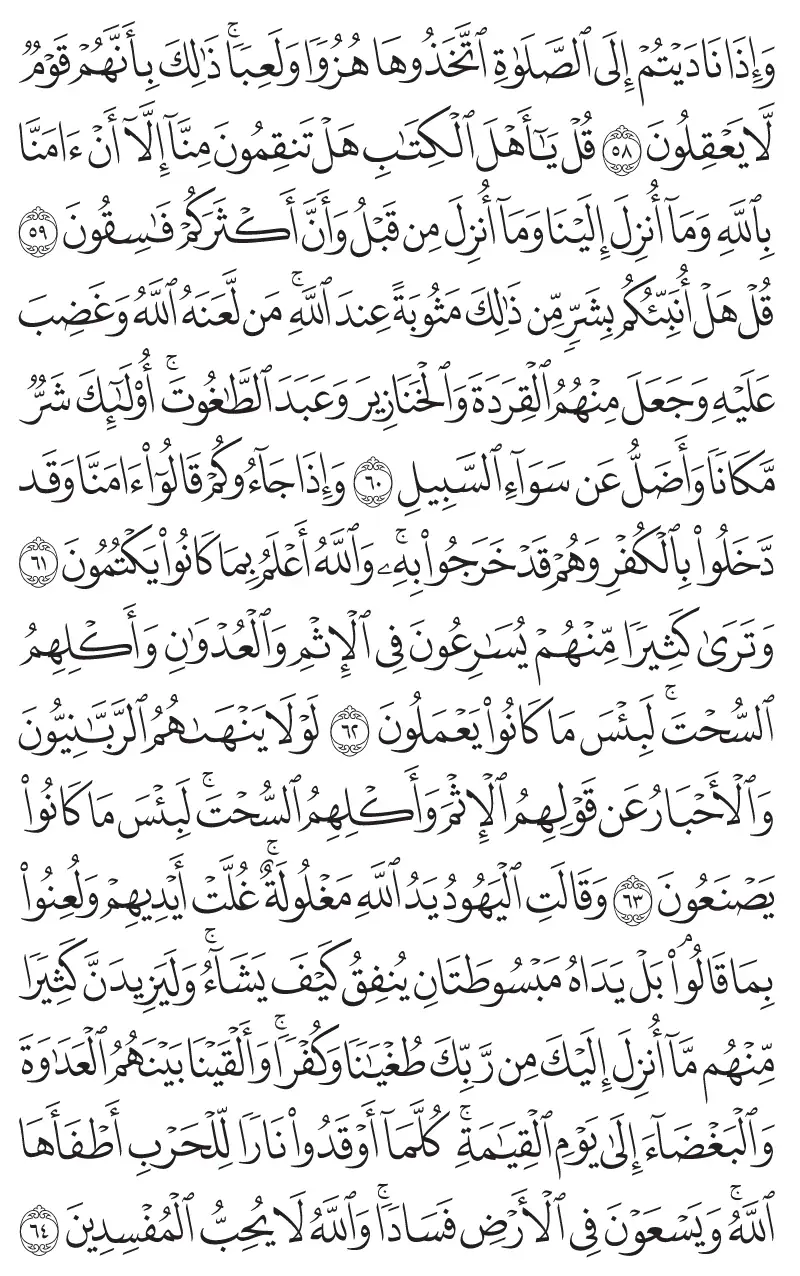 وَإِذَا نَادَيْتُمْ إِلَى ٱلصَّلَوٰةِ ٱتَّخَذُوهَا هُزُوًا وَلَعِبًا ۚ ذَٰلِكَ بِأَنَّهُمْ قَوْمٌ
لَّا يَعْقِلُونَ ٥٨ قُلْ يَٰٓأَهْلَ ٱلْكِتَٰبِ هَلْ تَنقِمُونَ مِنَّآ إِلَّآ أَنْ ءَامَنَّا
بِٱللَّهِ وَمَآ أُنزِلَ إِلَيْنَا وَمَآ أُنزِلَ مِن قَبْلُ وَأَنَّ أَكْثَرَكُمْ فَٰسِقُونَ ٥٩
قُلْ هَلْ أُنَبِّئُكُم بِشَرٍّ مِّن ذَٰلِكَ مَثُوبَةً عِندَ ٱللَّهِ ۚ مَن لَّعَنَهُ ٱللَّهُ وَغَضِبَ
عَلَيْهِ وَجَعَلَ مِنْهُمُ ٱلْقِرَدَةَ وَٱلْخَنَازِيرَ وَعَبَدَ ٱلطَّٰغُوتَ ۚ أُو۟لَٰٓئِكَ شَرٌّ
مَّكَانًا وَأَضَلُّ عَن سَوَآءِ ٱلسَّبِيلِ ٦٠ وَإِذَا جَآءُوكُمْ قَالُوٓا۟ ءَامَنَّا وَقَد
دَّخَلُوا۟ بِٱلْكُفْرِ وَهُمْ قَدْ خَرَجُوا۟ بِهِۦ ۚ وَٱللَّهُ أَعْلَمُ بِمَا كَانُوا۟ يَكْتُمُونَ ٦١
وَتَرَىٰ كَثِيرًا مِّنْهُمْ يُسَٰرِعُونَ فِى ٱلْإِثْمِ وَٱلْعُدْوَٰنِ وَأَكْلِهِمُ
ٱلسُّحْتَ ۚ لَبِئْسَ مَا كَانُوا۟ يَعْمَلُونَ ٦٢ لَوْلَا يَنْهَىٰهُمُ ٱلرَّبَّٰنِيُّونَ
وَٱلْأَحْبَارُ عَن قَوْلِهِمُ ٱلْإِثْمَ وَأَكْلِهِمُ ٱلسُّحْتَ ۚ لَبِئْسَ مَا كَانُوا۟
يَصْنَعُونَ ٦٣ وَقَالَتِ ٱلْيَهُودُ يَدُ ٱللَّهِ مَغْلُولَةٌ ۚ غُلَّتْ أَيْدِيهِمْ وَلُعِنُوا۟
بِمَا قَالُوا۟ ۘ بَلْ يَدَاهُ مَبْسُوطَتَانِ يُنفِقُ كَيْفَ يَشَآءُ ۚ وَلَيَزِيدَنَّ كَثِيرًا
مِّنْهُم مَّآ أُنزِلَ إِلَيْكَ مِن رَّبِّكَ طُغْيَٰنًا وَكُفْرًا ۚ وَأَلْقَيْنَا بَيْنَهُمُ ٱلْعَدَٰوَةَ
وَٱلْبَغْضَآءَ إِلَىٰ يَوْمِ ٱلْقِيَٰمَةِ ۚ كُلَّمَآ أَوْقَدُوا۟ نَارًا لِّلْحَرْبِ أَطْفَأَهَا
ٱللَّهُ ۚ وَيَسْعَوْنَ فِى ٱلْأَرْضِ فَسَادًا ۚ وَٱللَّهُ لَا يُحِبُّ ٱلْمُفْسِدِينَ ٦٤